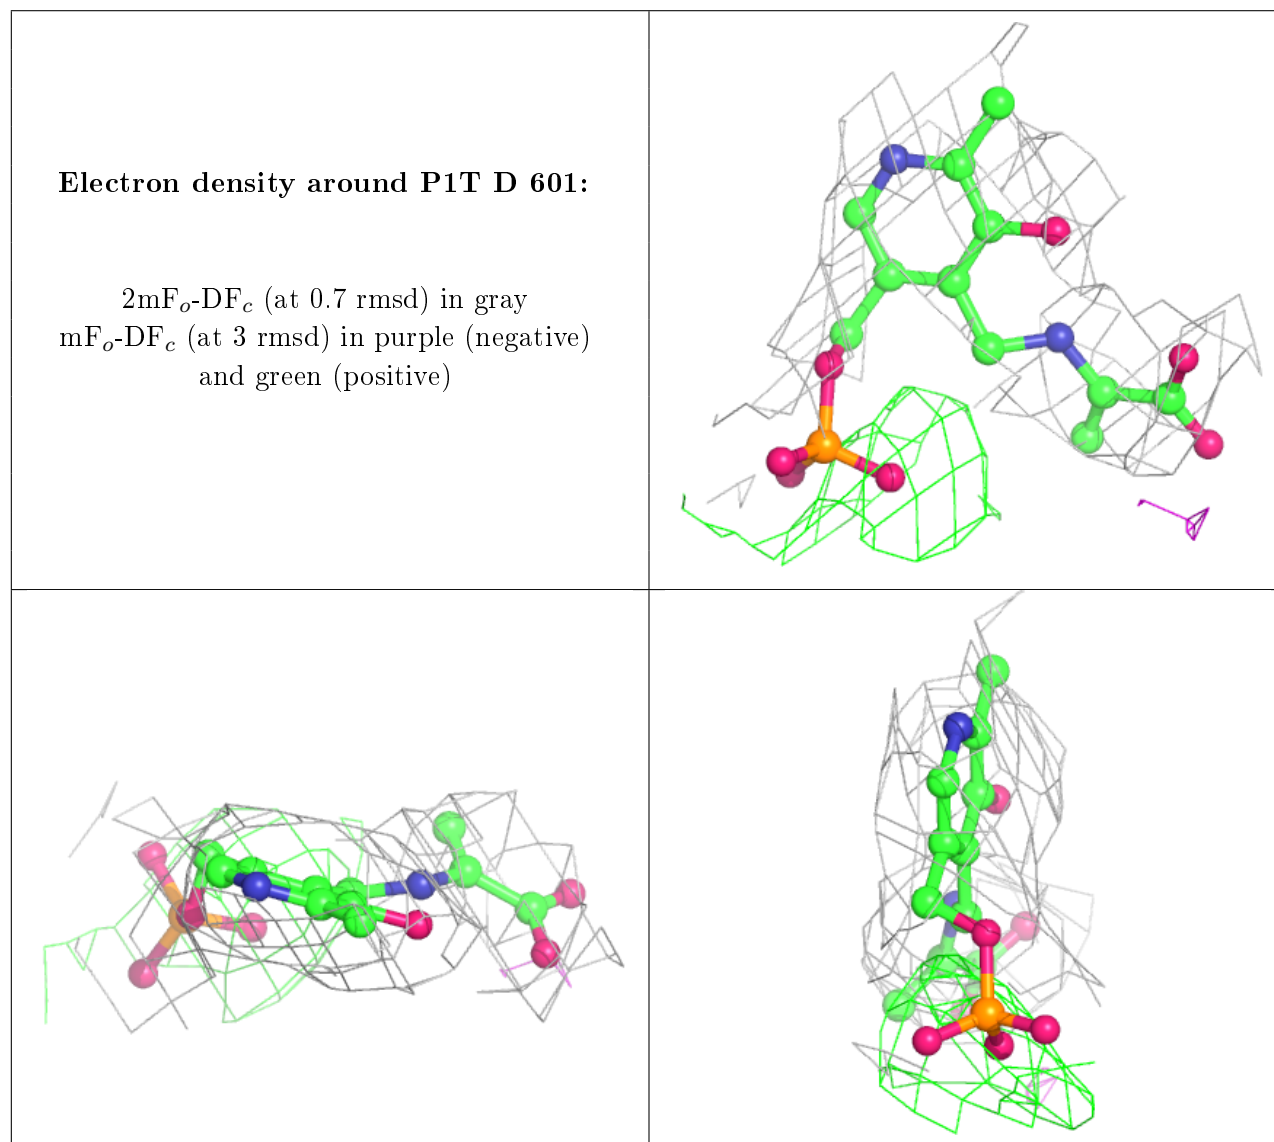 Electron density around P1T D 601:
2mFₒ-DF𝒸 (at 0.7 rmsd) in gray
mFₒ-DF𝒸 (at 3 rmsd) in purple (negative)
and green (positive)